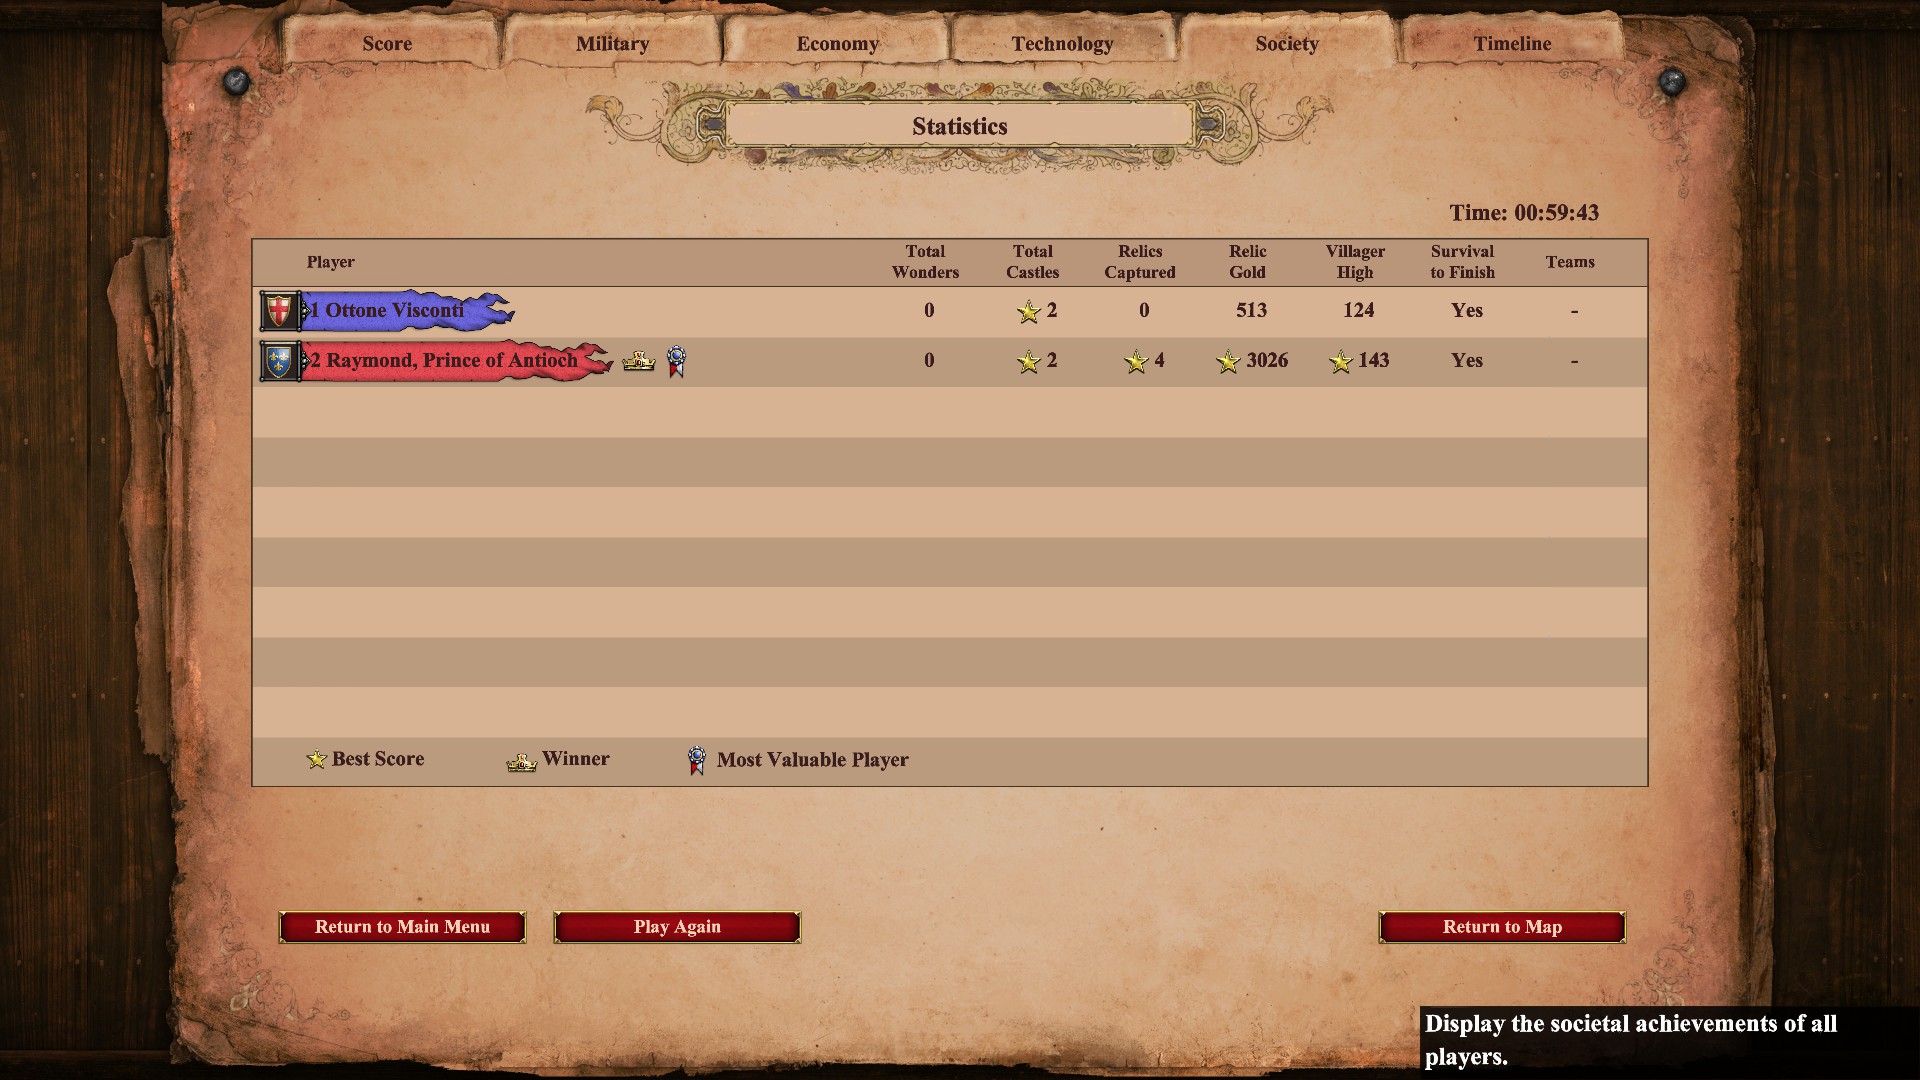 Score Military Economy Technology Society Timeline
Statistics
Time: 00:59:43
Player Total Wonders Total Castles Relics Captured Relic Gold Villager High Survival to Finish Teams
1 Ottone Visconti 0 2 0 513 124 Yes -
2 Raymond, Prince of Antioch 0 2 4 3026 143 Yes -
Best Score Winner Most Valuable Player
Return to Main Menu Play Again Return to Map
Display the societal achievements of all
players.